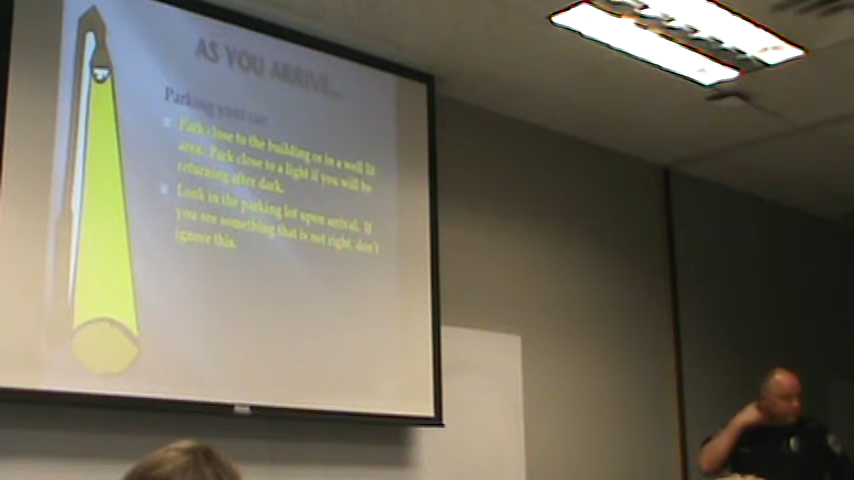 AS YOU ARRIVE...
Parking your car
Park close to the building or in a well lit
area. Park close to a light if you will be
returning after dark.
Look in the parking lot upon arrival. If
you see something that is not right, don't
ignore this.